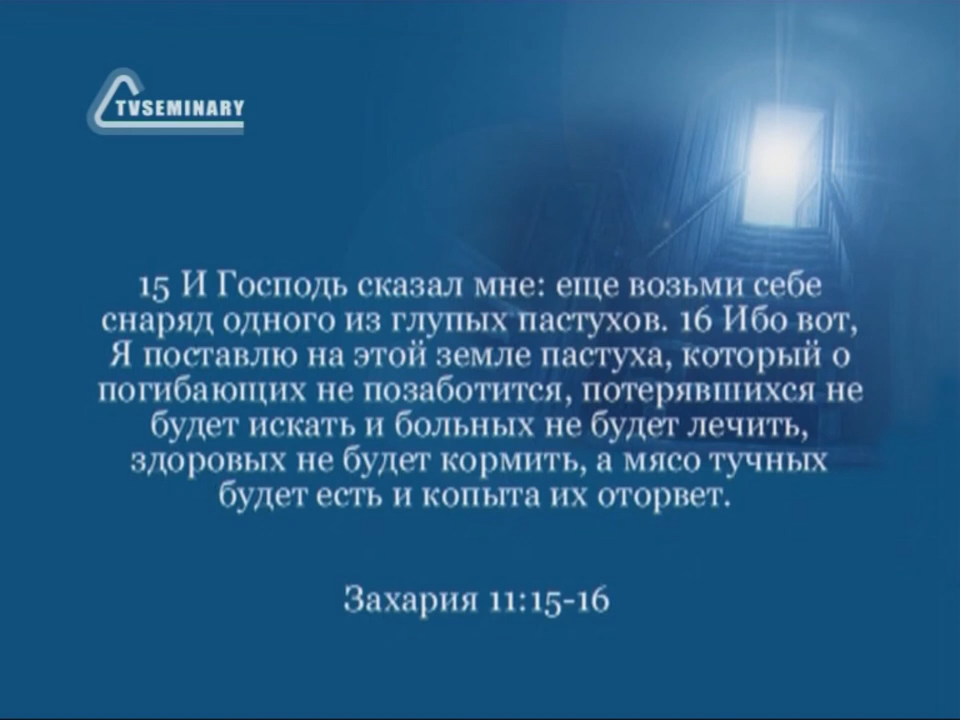 TVSEMINARY
15 И Господь сказал мне: еще возьми себе
снаряд одного из глупых пастухов. 16 Ибо вот,
Я поставлю на этой земле пастуха, который о
погибающих не позаботится, потерявшихся не
будет искать и больных не будет лечить,
здоровых не будет кормить, а мясо тучных
будет есть и копыта их оторвет.
Захария 11:15-16